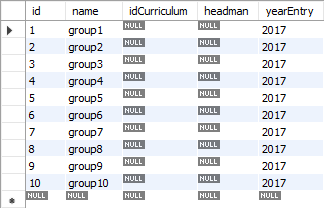 id name idCurriculum headman yearEntry
1 group1 NULL NULL 2017
2 group2 NULL NULL 2017
3 group3 NULL NULL 2017
4 group4 NULL NULL 2017
5 group5 NULL NULL 2017
6 group6 NULL NULL 2017
7 group7 NULL NULL 2017
8 group8 NULL NULL 2017
9 group9 NULL NULL 2017
10 group10 NULL NULL 2017
NULL NULL NULL NULL NULL